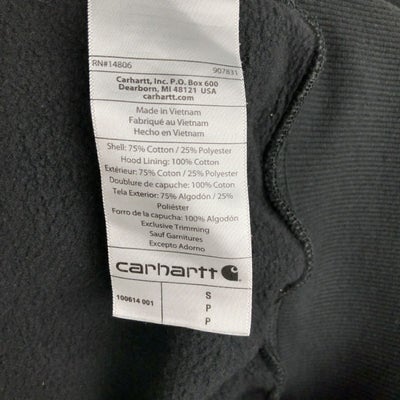 RN#14806 907831
Carhartt, Inc. P.O. Box 600
Dearborn, MI 48121 USA
carhartt.com
Made in Vietnam
Fabriqué au Vietnam
Hecho en Vietnam
Shell: 75% Cotton / 25% Polyester
Hood Lining: 100% Cotton
Extérieur: 75% Coton / 25% Polyester
Doublure de capuche: 100% Coton
Tela Exterior: 75% Algodón / 25%
Poliéster
Forro de la capucha: 100% Algodón
Exclusive Trimming
Sauf Garnitures
Excepto Adorno
carhartt
100614 001
S
P
P